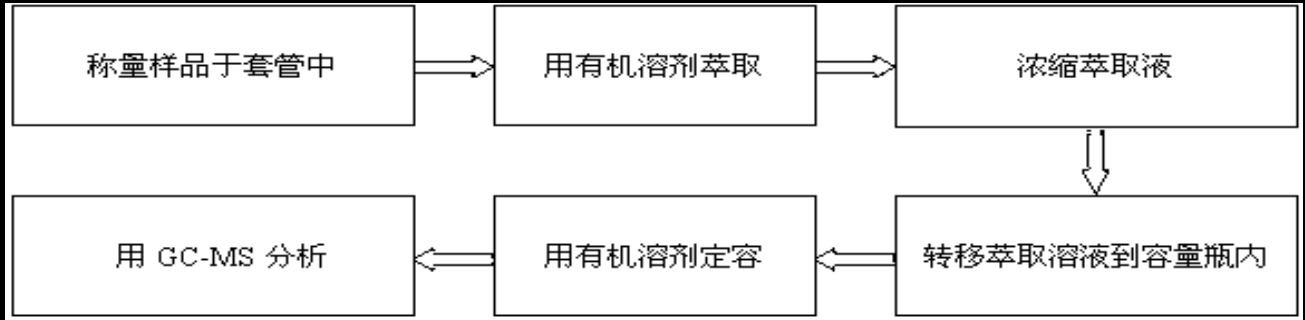 称量样品于套管中
用有机溶剂萃取
浓缩萃取液
转移萃取溶液到容量瓶内
用有机溶剂定容
用 GC-MS 分析